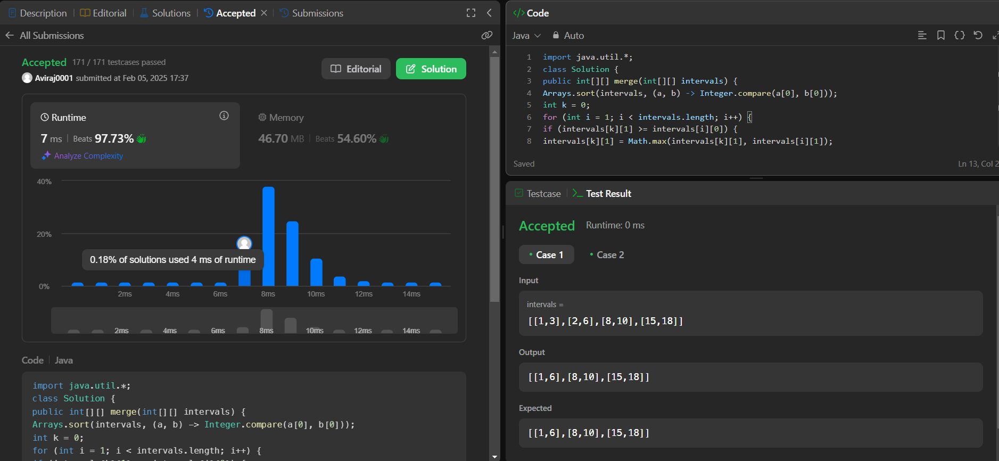 Description
Editorial
Solutions
Accepted
Submissions
All Submissions
Accepted 171 / 171 testcases passed
Aviraj0001 submitted at Feb 05, 2025 17:37
Editorial
Solution
Runtime
7 ms | Beats 97.73%
Analyze Complexity
Memory
46.70 MB | Beats 54.60%
40%
20%
0%
0.18% of solutions used 4 ms of runtime
2ms 4ms 6ms 8ms 10ms 12ms 14ms
2ms 4ms 6ms 8ms 10ms 12ms 14ms
Code | Java
import java.util.*;
class Solution {
public int[][] merge(int[][] intervals) {
Arrays.sort(intervals, (a, b) -> Integer.compare(a[0], b[0]));
int k = 0;
for (int i = 1; i < intervals.length; i++) {
</> Code
Java
Auto
1 import java.util.*;
2 class Solution {
3 public int[][] merge(int[][] intervals) {
4 Arrays.sort(intervals, (a, b) -> Integer.compare(a[0], b[0]));
5 int k = 0;
6 for (int i = 1; i < intervals.length; i++) {
7 if (intervals[k][1] >= intervals[i][0]) {
8 intervals[k][1] = Math.max(intervals[k][1], intervals[i][1]);
Saved
Ln 13, Col 2
Testcase
Test Result
Accepted Runtime: 0 ms
• Case 1 • Case 2
Input
intervals =
[[1,3],[2,6],[8,10],[15,18]]
Output
[[1,6],[8,10],[15,18]]
Expected
[[1,6],[8,10],[15,18]]